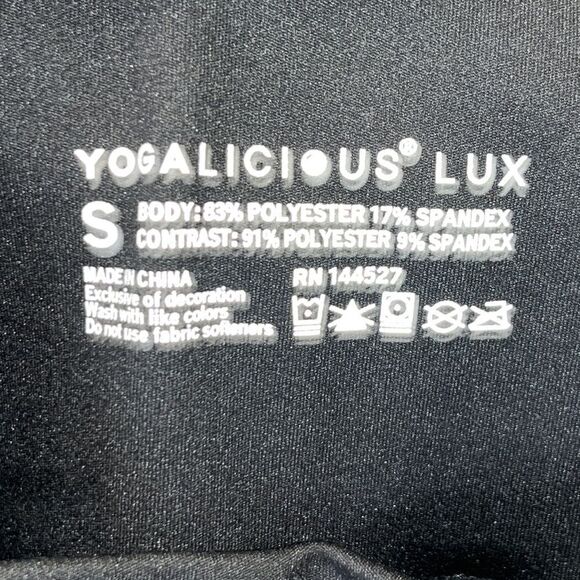 YOGALICIOUS® LUX
S
BODY: 83% POLYESTER 17% SPANDEX
CONTRAST: 91% POLYESTER 9% SPANDEX
MADE IN CHINA
Exclusive of decoration
Wash with like colors
Do not use fabric softeners
RN 144527